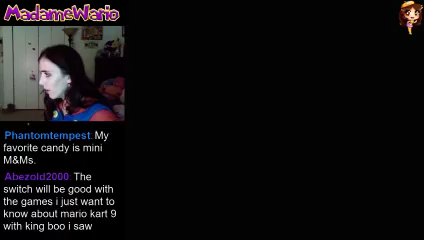 MadameWario
Phantomtempest: My
favorite candy is mini
M&Ms.
Abezold2000: The
switch will be good with
the games i just want to
know about mario kart 9
with king boo i saw